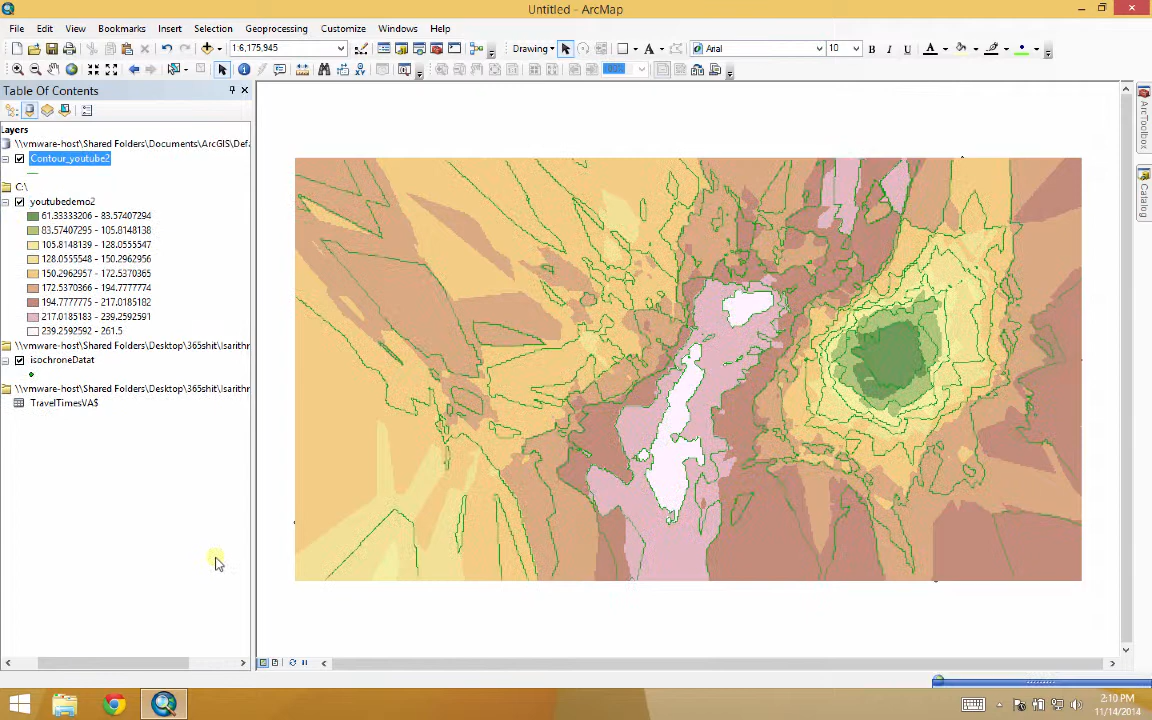 Untitled - ArcMap
File Edit View Bookmarks Insert Selection Geoprocessing Customize Windows Help
1:6,175,945
Drawing
A
Arial
10
B I U A
100%
Table Of Contents
Layers
\\vmware-host\Shared Folders\Documents\ArcGIS\Def
Contour_youtube2
C:\
youtubedemo2
61.33333206 - 83.57407294
83.57407295 - 105.8148138
105.8148139 - 128.0555547
128.0555548 - 150.2962956
150.2962957 - 172.5370365
172.5370366 - 194.7777774
194.7777775 - 217.0185182
217.0185183 - 239.2592591
239.2592592 - 261.5
\\vmware-host\Shared Folders\Desktop\365shit\Isarithr
isochroneDatat
\\vmware-host\Shared Folders\Desktop\365shit\Isarithr
TravelTimesVA$
ArcToolbox
Catalog
2:10 PM
11/14/2014